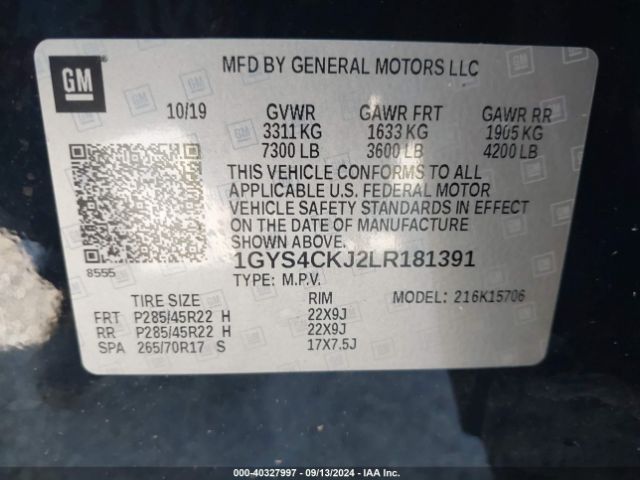 GM
MFD BY GENERAL MOTORS LLC
10/19 GVWR GAWR FRT GAWR RR
3311 KG 1633 KG 1905 KG
7300 LB 3600 LB 4200 LB
THIS VEHICLE CONFORMS TO ALL
APPLICABLE U.S. FEDERAL MOTOR
VEHICLE SAFETY STANDARDS IN EFFECT
ON THE DATE OF MANUFACTURE
SHOWN ABOVE.
8555
1GYS4CKJ2LR181391
TYPE: M.P.V.
TIRE SIZE RIM MODEL: 216K15706
FRT P285/45R22 H 22X9J
RR P285/45R22 H 22X9J
SPA 265/70R17 S 17X7.5J
000-40327997 - 09/13/2024 - IAA Inc.